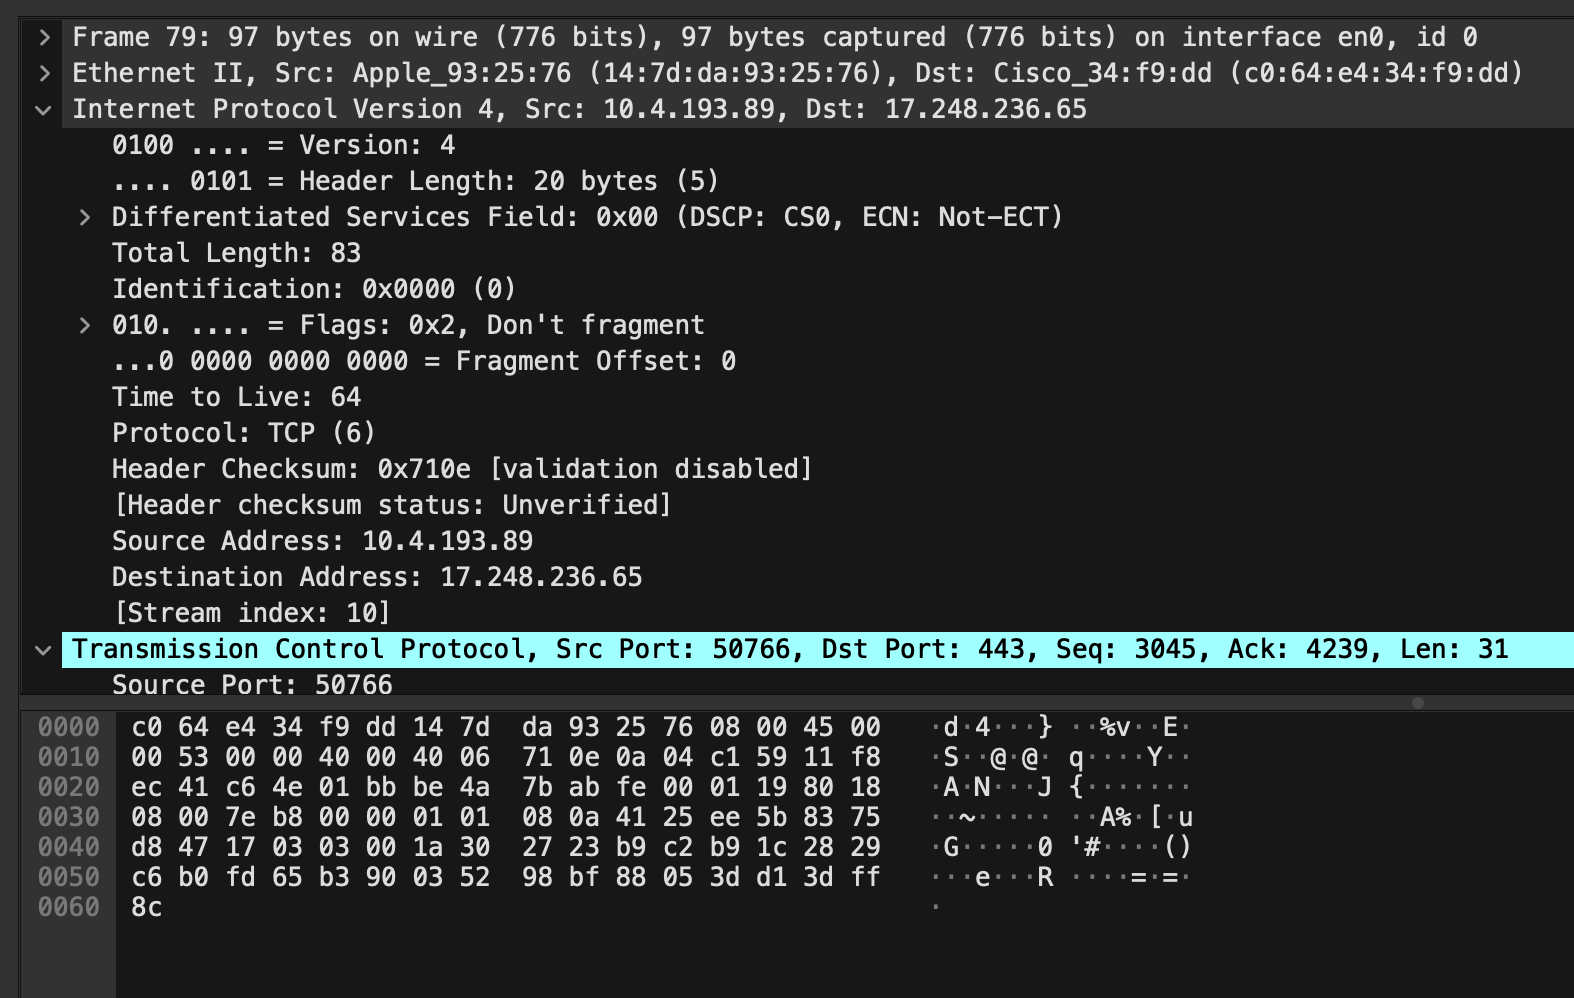 Frame 79: 97 bytes on wire (776 bits), 97 bytes captured (776 bits) on interface en0, id 0
Ethernet II, Src: Apple_93:25:76 (14:7d:da:93:25:76), Dst: Cisco_34:f9:dd (c0:64:e4:34:f9:dd)
Internet Protocol Version 4, Src: 10.4.193.89, Dst: 17.248.236.65
0100 .... = Version: 4
.... 0101 = Header Length: 20 bytes (5)
Differentiated Services Field: 0x00 (DSCP: CS0, ECN: Not-ECT)
Total Length: 83
Identification: 0x0000 (0)
010. .... = Flags: 0x2, Don't fragment
...0 0000 0000 0000 = Fragment Offset: 0
Time to Live: 64
Protocol: TCP (6)
Header Checksum: 0x710e [validation disabled]
[Header checksum status: Unverified]
Source Address: 10.4.193.89
Destination Address: 17.248.236.65
[Stream index: 10]
Transmission Control Protocol, Src Port: 50766, Dst Port: 443, Seq: 3045, Ack: 4239, Len: 31
Source Port: 50766
0000 c0 64 e4 34 f9 dd 14 7d da 93 25 76 08 00 45 00 ·d·4···} ··%v··E·
0010 00 53 00 00 40 00 40 06 71 0e 0a 04 c1 59 11 f8 ·S··@·@· q····Y··
0020 ec 41 c6 4e 01 bb be 4a 7b ab fe 00 01 19 80 18 ·A·N···J {·······
0030 08 00 7e b8 00 00 01 01 08 0a 41 25 ee 5b 83 75 ··~····· ··A%·[·u
0040 d8 47 17 03 03 00 1a 30 27 23 b9 c2 b9 1c 28 29 ·G·····0 '#····()
0050 c6 b0 fd 65 b3 90 03 52 98 bf 88 05 3d d1 3d ff ···e···R ····=·=·
0060 8c ·